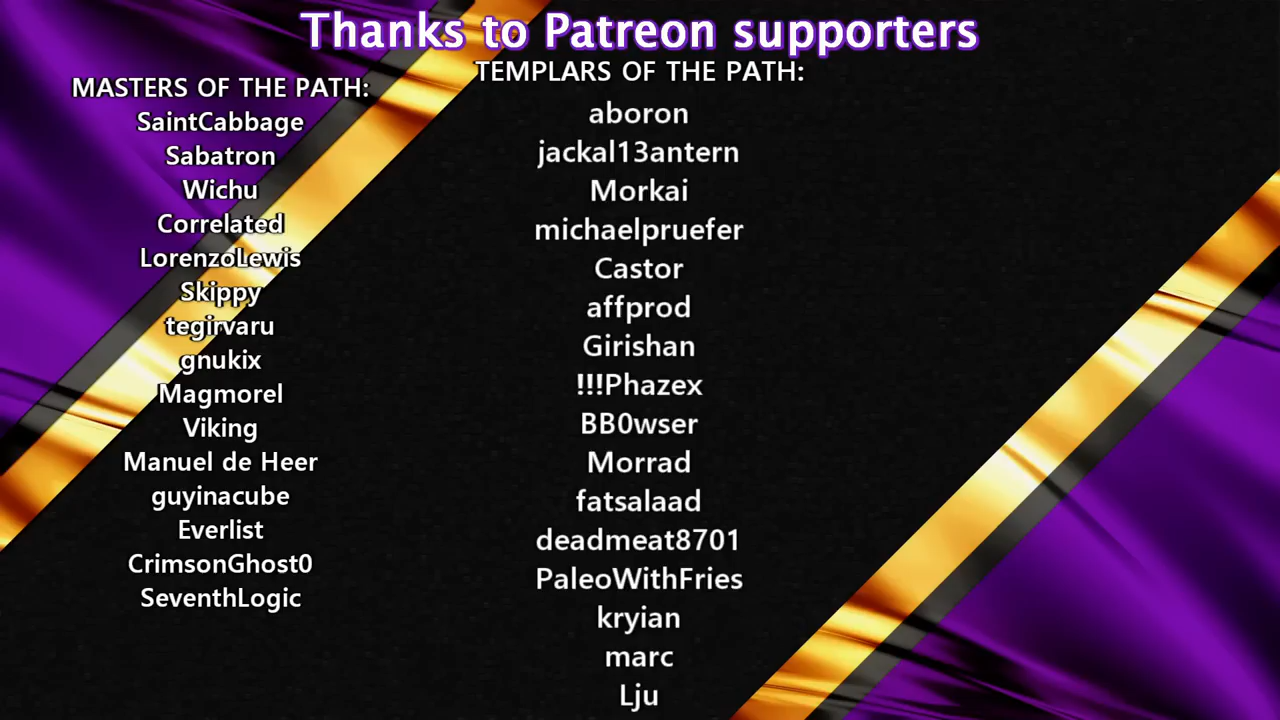 Thanks to Patreon supporters
MASTERS OF THE PATH:
SaintCabbage
Sabatron
Wichu
Correlated
LorenzoLewis
Skippy
tegirvaru
gnukix
Magmorel
Viking
Manuel de Heer
guyinacube
Everlist
CrimsonGhost0
SeventhLogic
TEMPLARS OF THE PATH:
aboron
jackal13antern
Morkai
michaelpruefer
Castor
affprod
Girishan
!!!Phazex
BB0wser
Morrad
fatsalaad
deadmeat8701
PaleoWithFries
kryian
marc
Lju